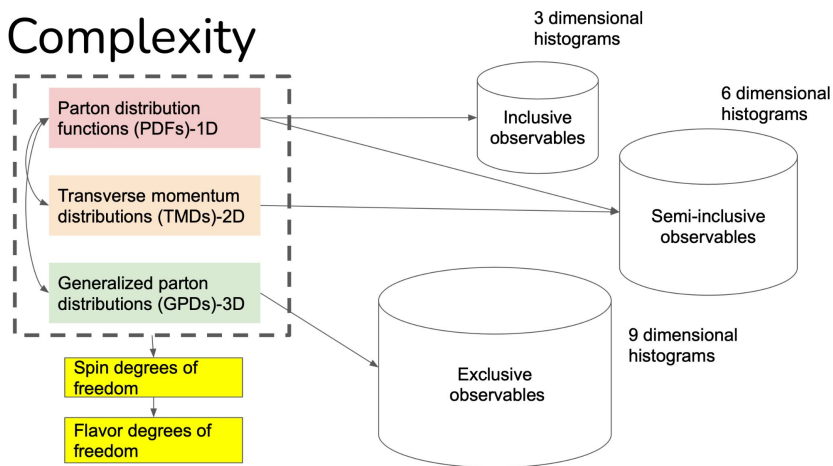 Complexity
3 dimensional
histograms
Parton distribution
functions (PDFs)-1D
Inclusive
observables
6 dimensional
histograms
Transverse momentum
distributions (TMDs)-2D
Semi-inclusive
observables
Generalized parton
distributions (GPDs)-3D
9 dimensional
histograms
Exclusive
observables
Spin degrees of
freedom
Flavor degrees of
freedom